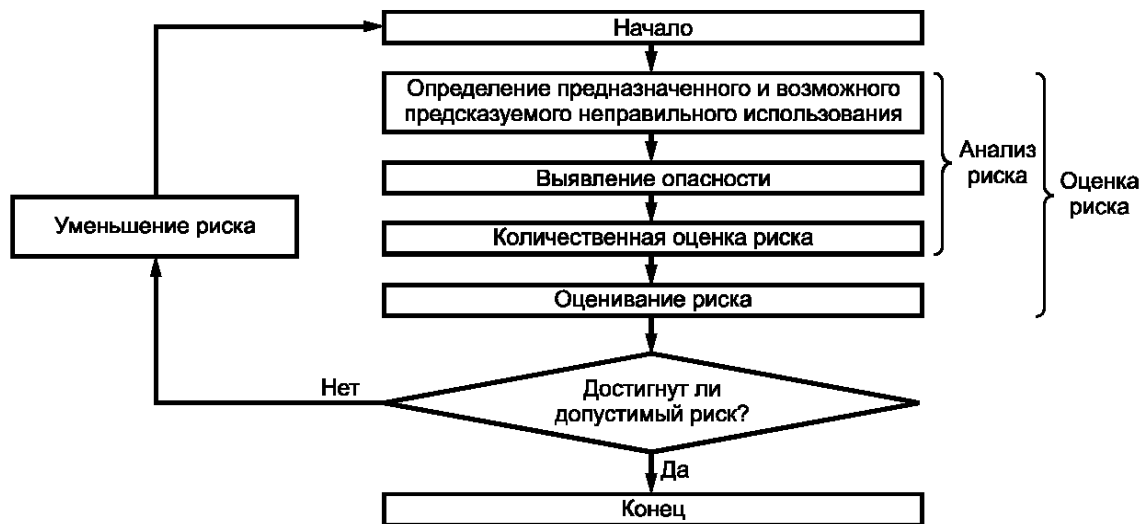 Начало
Определение предназначенного и возможного
предсказуемого неправильного использования
Выявление опасности
Количественная оценка риска
Оценивание риска
Анализ
риска
Оценка
риска
Уменьшение риска
Достигнут ли
допустимый риск?
Нет
Да
Конец